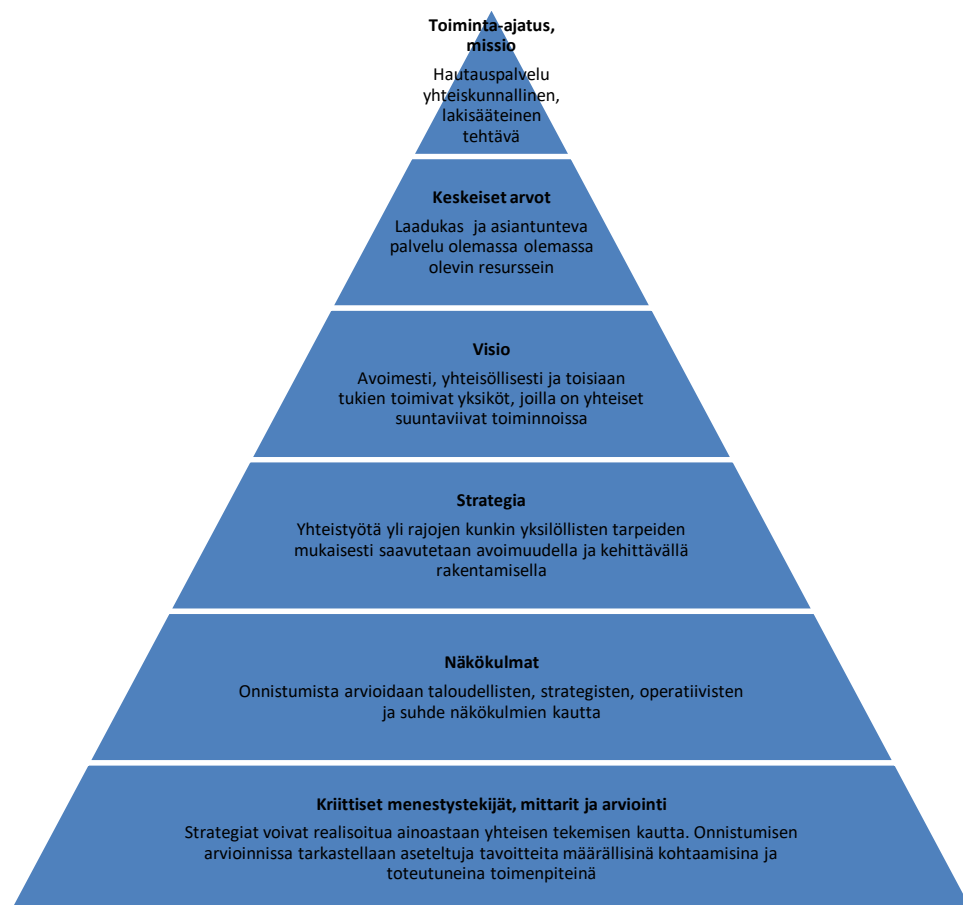 Toiminta-ajatus,
missio
Hautauspalvelu
yhteiskunnallinen,
lakisääteinen
tehtävä
Keskeiset arvot
Laadukas ja asiantunteva
palvelu olemassa olemassa
olevin resurssein
Visio
Avoimesti, yhteisöllisesti ja toisiaan
tukien toimivat yksiköt, joilla on yhteiset
suuntaviivat toiminnoissa
Strategia
Yhteistyötä yli rajojen kunkin yksilöllisten tarpeiden
mukaisesti saavutetaan avoimuudella ja kehittävällä
rakentamisella
Näkökulmat
Onnistumista arvioidaan taloudellisten, strategisten, operatiivisten
ja suhde näkökulmien kautta
Kriittiset menestystekijät, mittarit ja arviointi
Strategiat voivat realisoitua ainoastaan yhteisen tekemisen kautta. Onnistumisen
arvioinnissa tarkastellaan aseteltuja tavoitteita määrällisinä kohtaamisina ja
toteutuneina toimenpiteinä